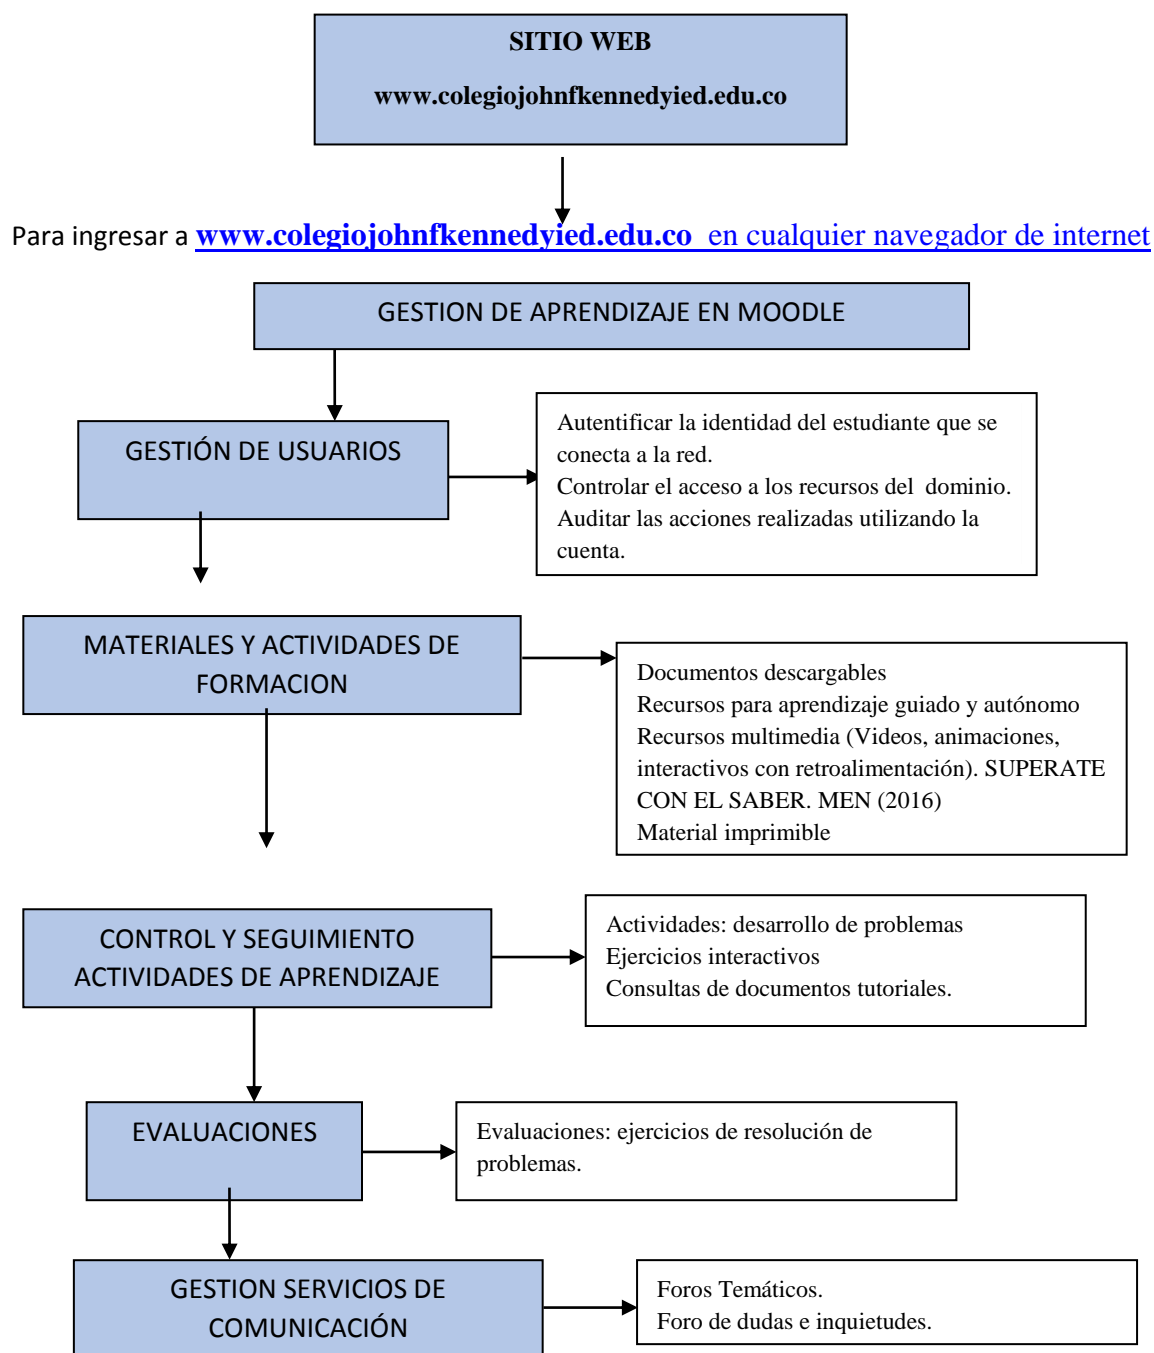 SITIO WEB
www.colegiojohnfkennedyied.edu.co
Para ingresar a www.colegiojohnfkennedyied.edu.co en cualquier navegador de internet
GESTION DE APRENDIZAJE EN MOODLE
GESTIÓN DE USUARIOS
Autentificar la identidad del estudiante que se
conecta a la red.
Controlar el acceso a los recursos del dominio.
Auditar las acciones realizadas utilizando la
cuenta.
MATERIALES Y ACTIVIDADES DE
FORMACION
Documentos descargables
Recursos para aprendizaje guiado y autónomo
Recursos multimedia (Videos, animaciones,
interactivos con retroalimentación). SUPERATE
CON EL SABER. MEN (2016)
Material imprimible
CONTROL Y SEGUIMIENTO
ACTIVIDADES DE APRENDIZAJE
Actividades: desarrollo de problemas
Ejercicios interactivos
Consultas de documentos tutoriales.
EVALUACIONES
Evaluaciones: ejercicios de resolución de
problemas.
GESTION SERVICIOS DE
COMUNICACIÓN
Foros Temáticos.
Foro de dudas e inquietudes.